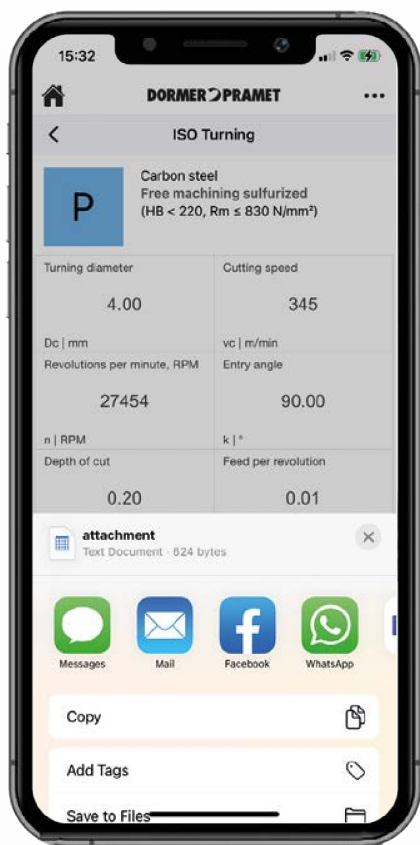 15:32
DORMER PRAMET
ISO Turning
P
Carbon steel
Free machining sulfurized
(HB < 220, Rm ≤ 830 N/mm²)
Turning diameter
Cutting speed
4.00
345
Dc | mm
vc | m/min
Revolutions per minute, RPM
Entry angle
27454
90.00
n | RPM
k | °
Depth of cut
Feed per revolution
0.20
0.01
attachment
Text Document · 624 bytes
Messages
Mail
Facebook
WhatsApp
Copy
Add Tags
Save to Files